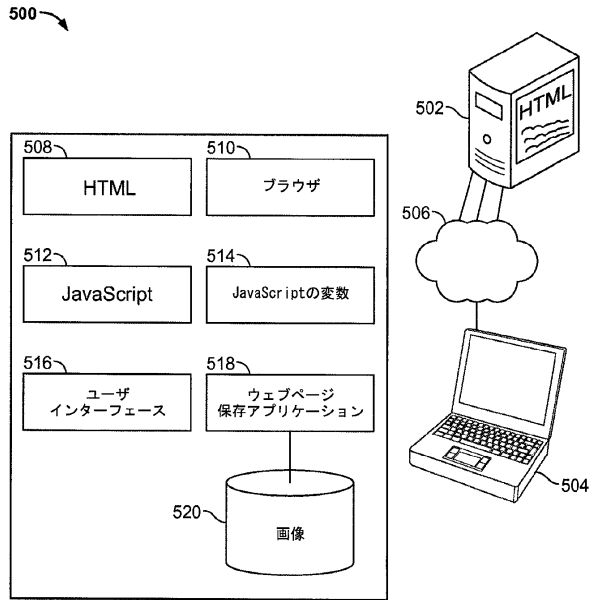 500
502
HTML
508
HTML
510
ブラウザ
506
512
JavaScript
514
JavaScriptの変数
516
ユーザ
インターフェース
518
ウェブページ
保存アプリケーション
504
520
画像